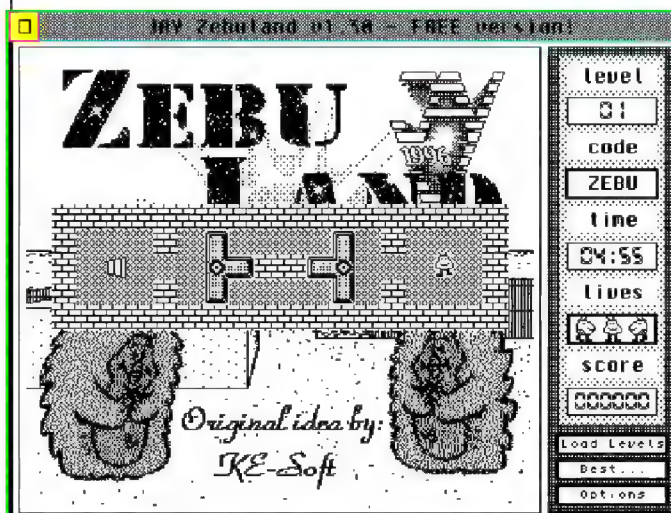 JAY Zebuland v1.30 - FREE version!
ZEBU
LAND
1996
Original idea by:
KE-Soft
level
01
code
ZEBU
time
04:55
lives
score
000000
Load Levels
Best...
Options